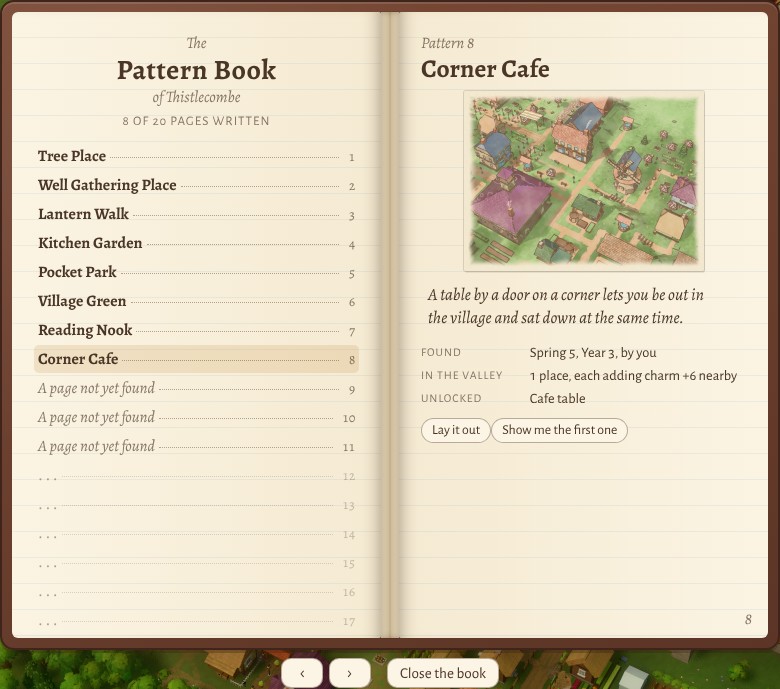 The
Pattern Book
of Thistlecombe
8 OF 20 PAGES WRITTEN
Tree Place 1
Well Gathering Place 2
Lantern Walk 3
Kitchen Garden 4
Pocket Park 5
Village Green 6
Reading Nook 7
Corner Cafe 8
A page not yet found 9
A page not yet found 10
A page not yet found 11
. . . 12
. . . 13
. . . 14
. . . 15
. . . 16
. . . 17
Pattern 8
Corner Cafe
A table by a door on a corner lets you be out in
the village and sat down at the same time.
FOUND Spring 5, Year 3, by you
IN THE VALLEY 1 place, each adding charm +6 nearby
UNLOCKED Cafe table
Lay it out Show me the first one
8
‹ › Close the book